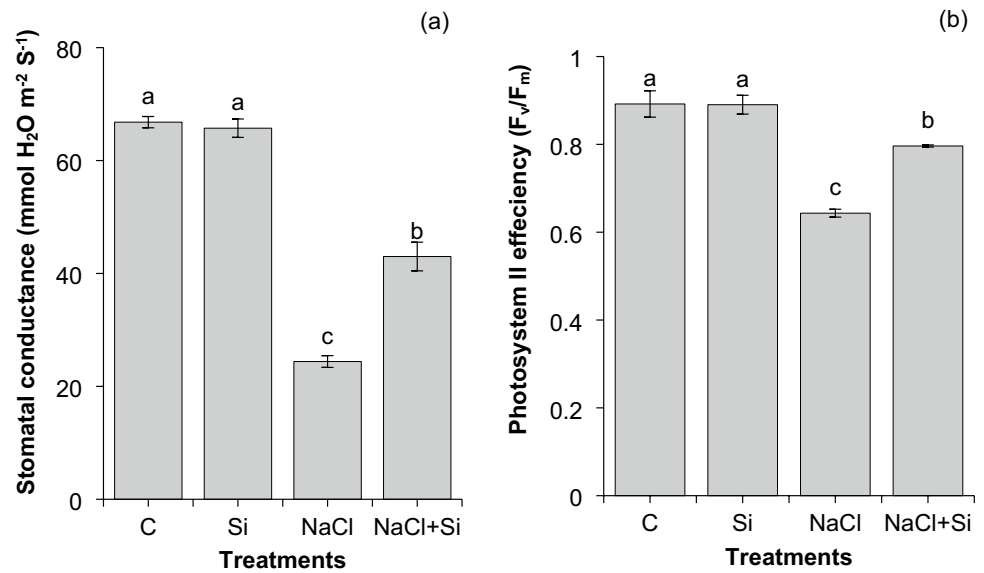 (a)
Stomatal conductance (mmol H₂O m⁻² S⁻¹)
80
60
40
20
0
a
a
c
b
C Si NaCl NaCl+Si
Treatments
(b)
Photosystem II effeciency (Fᵥ/Fₘ)
1
0.8
0.6
0.4
0.2
0
a
a
c
b
C Si NaCl NaCl+Si
Treatments